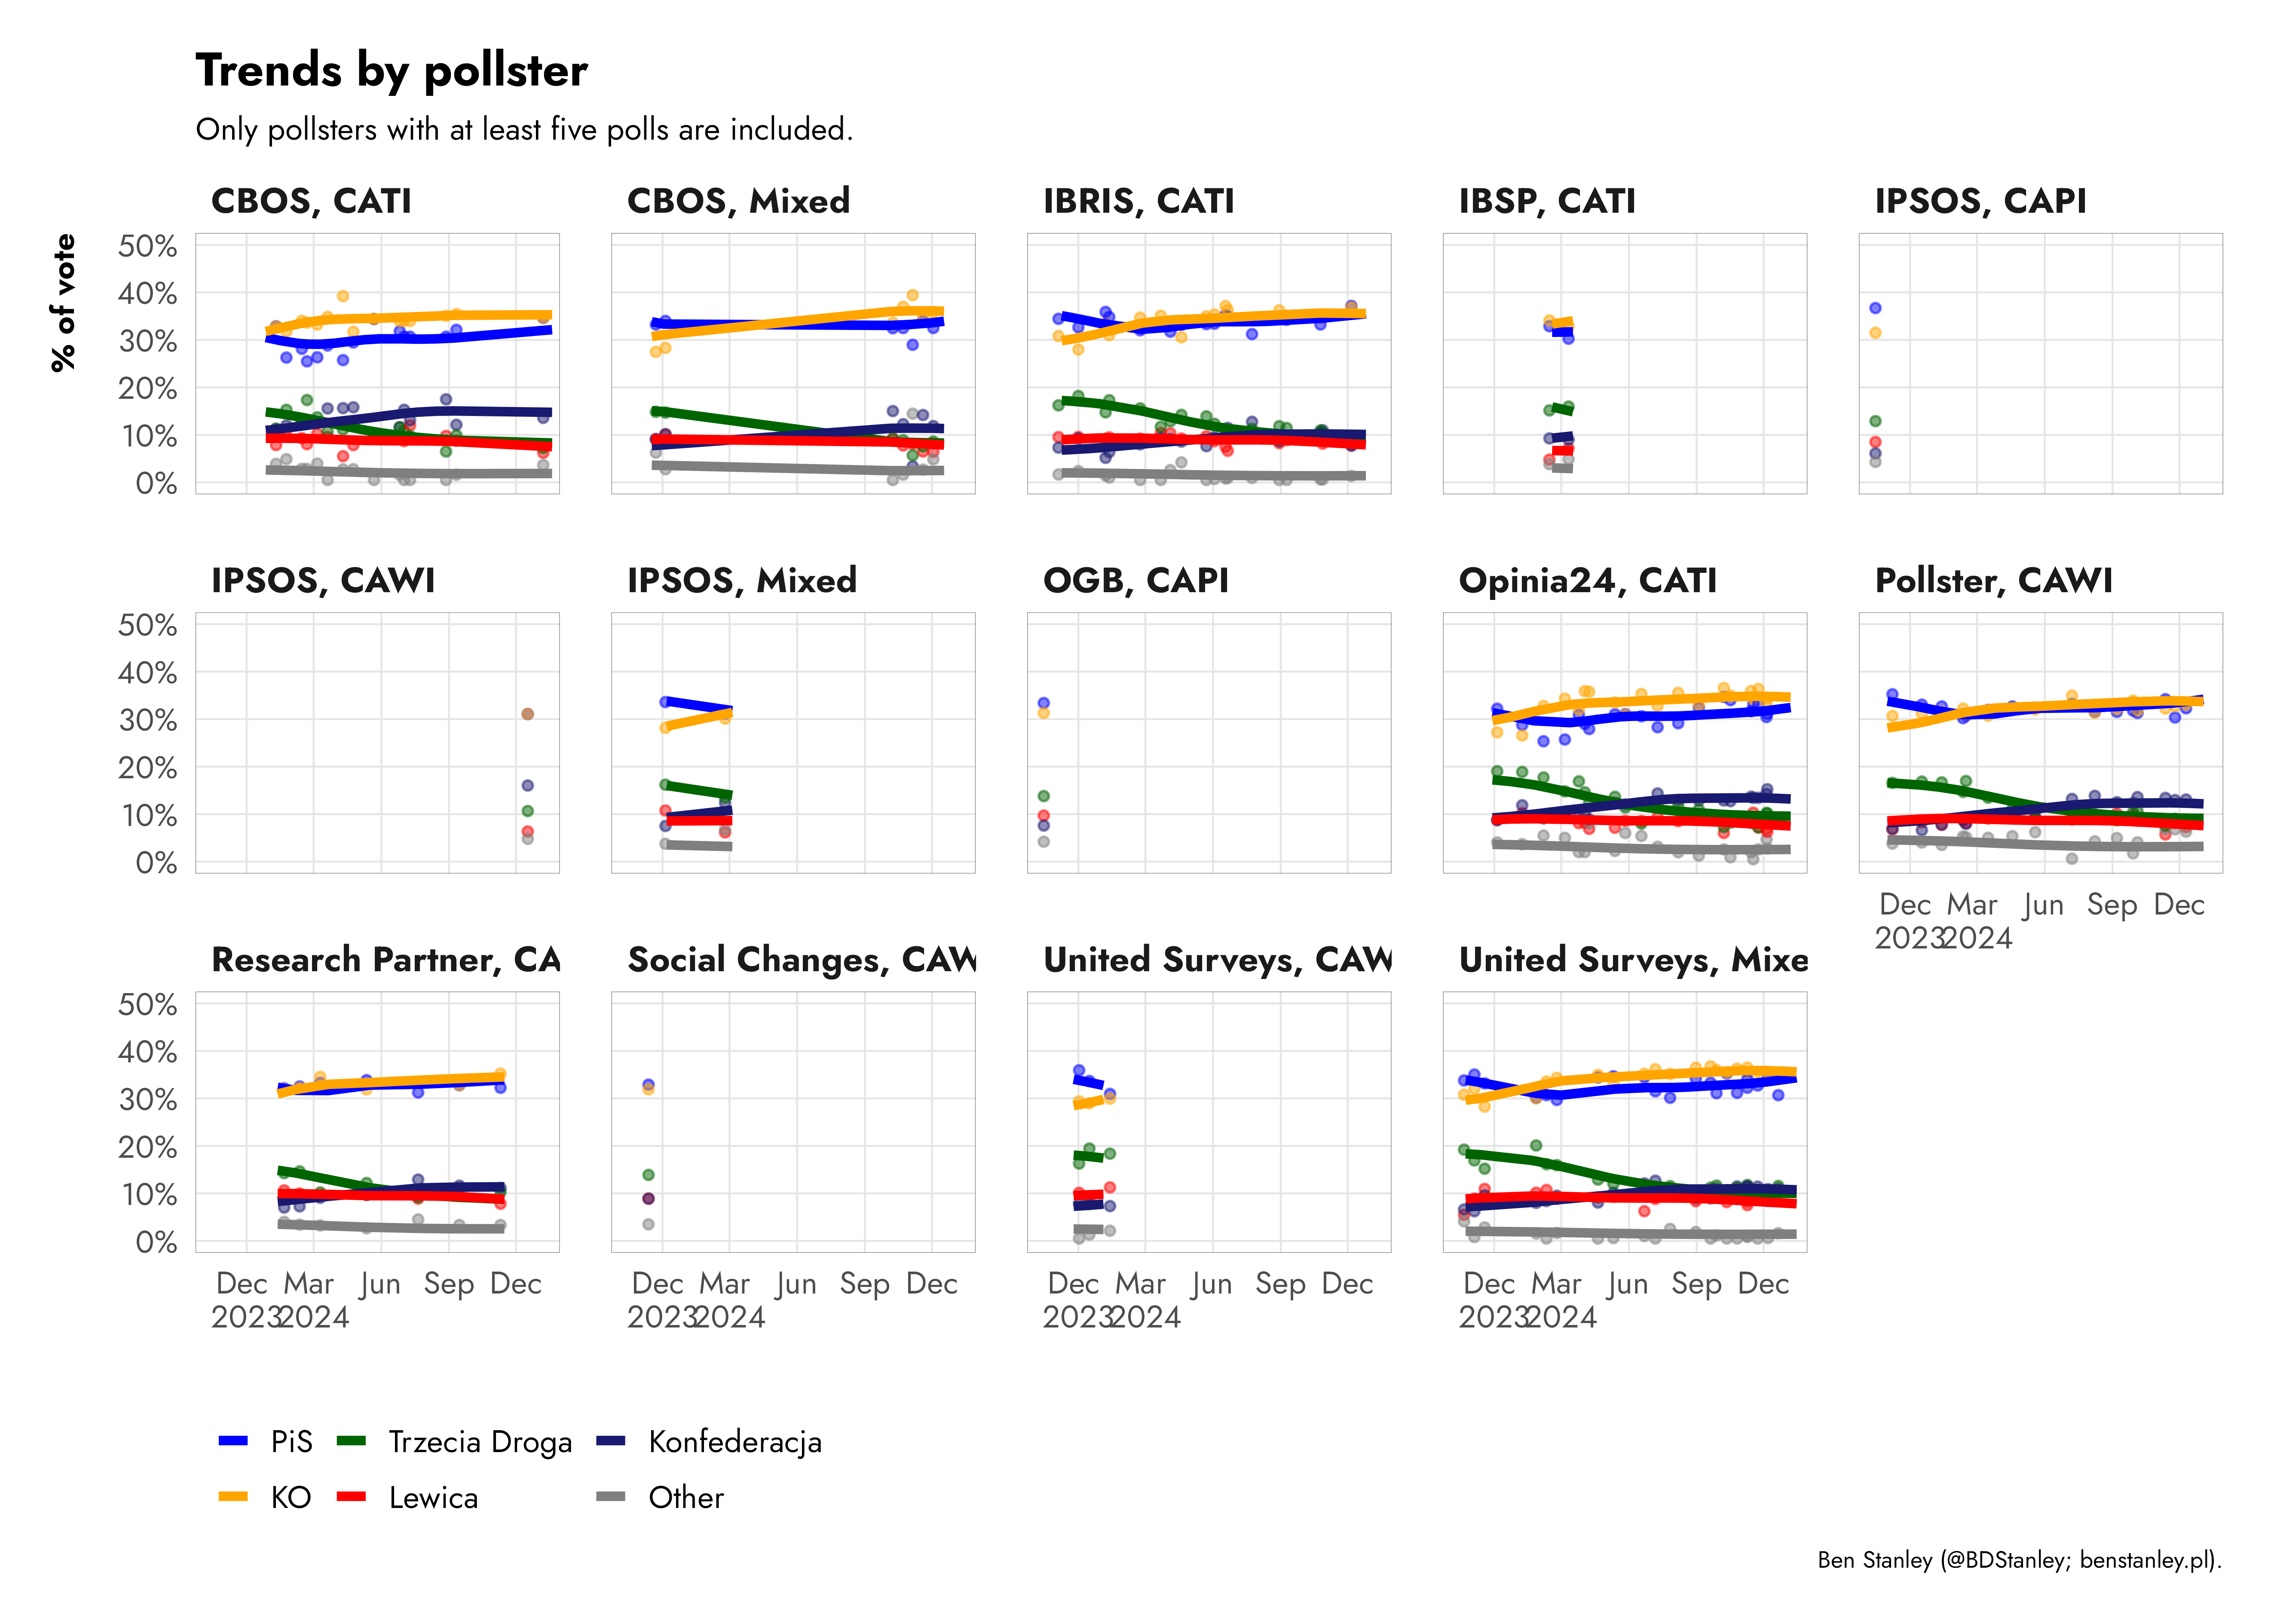 Trends by pollster
Only pollsters with at least five polls are included.
CBOS, CATI
CBOS, Mixed
IBRIS, CATI
IBSP, CATI
IPSOS, CAPI
% of vote
50%
40%
30%
20%
10%
0%
IPSOS, CAWI
IPSOS, Mixed
OGB, CAPI
Opinia24, CATI
Pollster, CAWI
50%
40%
30%
20%
10%
0%
Dec Mar Jun Sep Dec
2023 2024
Research Partner, CA
Social Changes, CAW
United Surveys, CAW
United Surveys, Mixe
50%
40%
30%
20%
10%
0%
Dec Mar Jun Sep Dec
2023 2024
Dec Mar Jun Sep Dec
2023 2024
Dec Mar Jun Sep Dec
2023 2024
Dec Mar Jun Sep Dec
2023 2024
PiS Trzecia Droga Konfederacja
KO Lewica Other
Ben Stanley (@BDStanley; benstanley.pl).